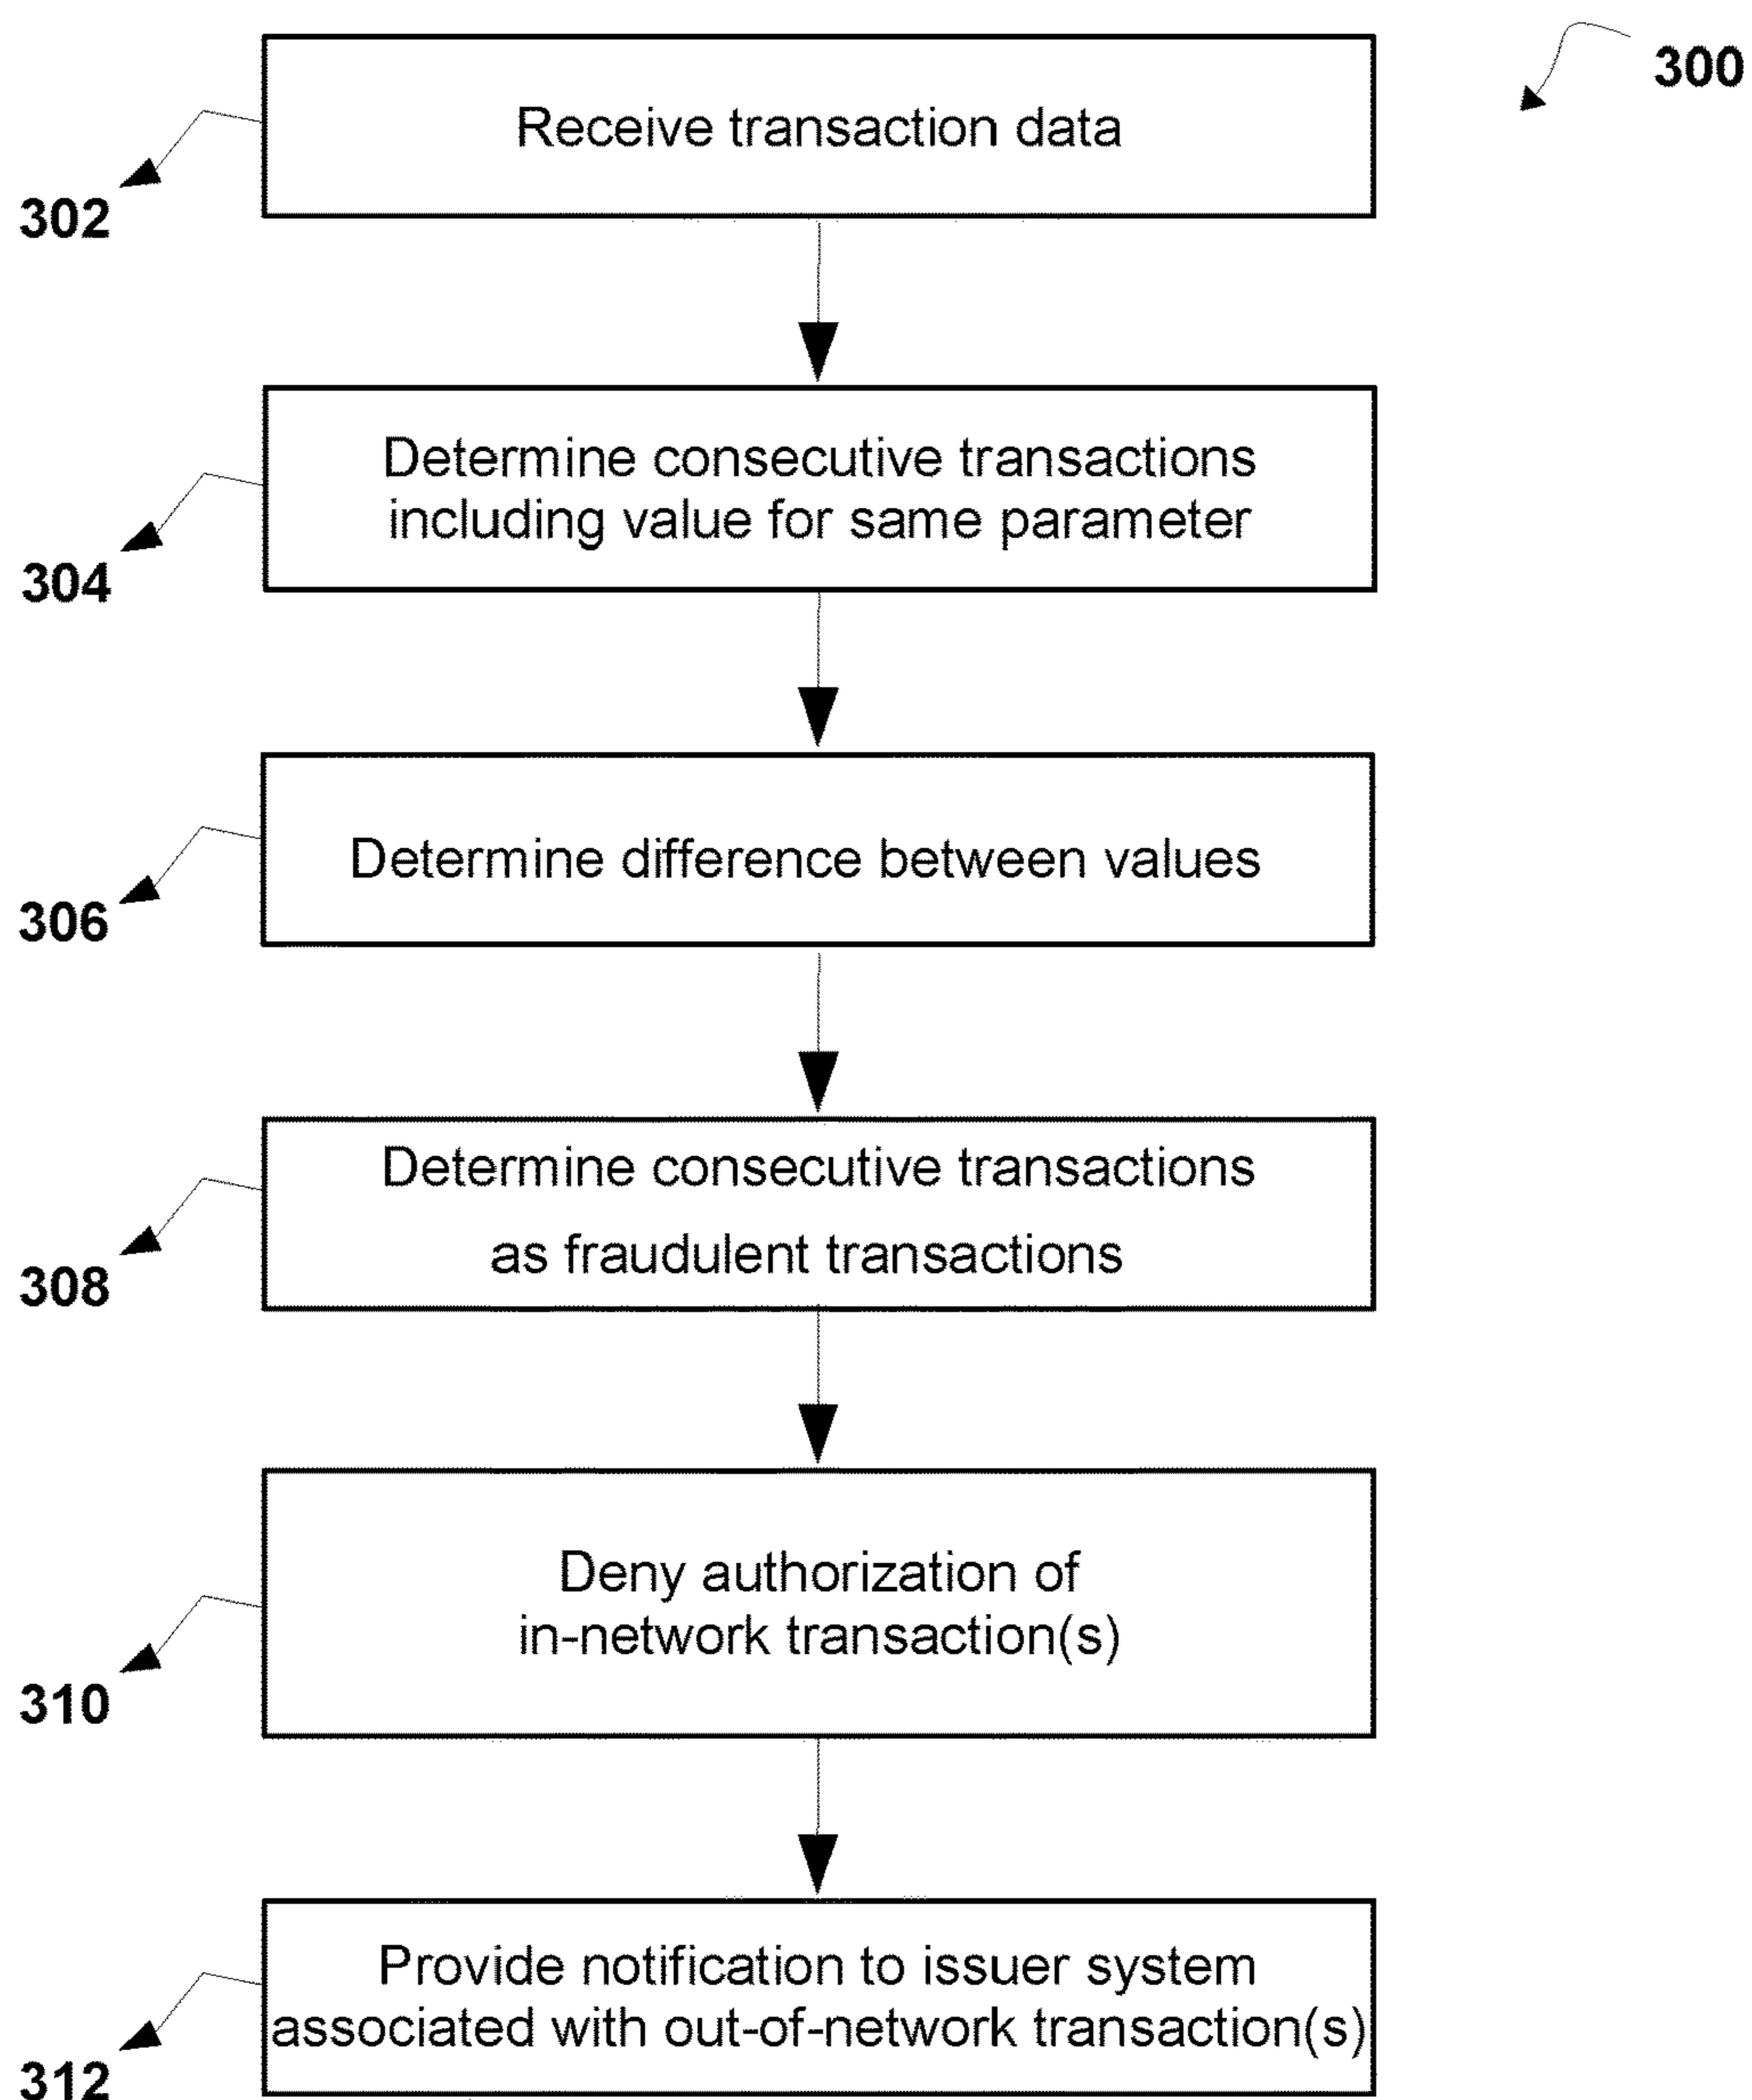 300
Receive transaction data
302
Determine consecutive transactions
including value for same parameter
304
Determine difference between values
306
Determine consecutive transactions
as fraudulent transactions
308
Deny authorization of
in-network transaction(s)
310
Provide notification to issuer system
associated with out-of-network transaction(s)
312